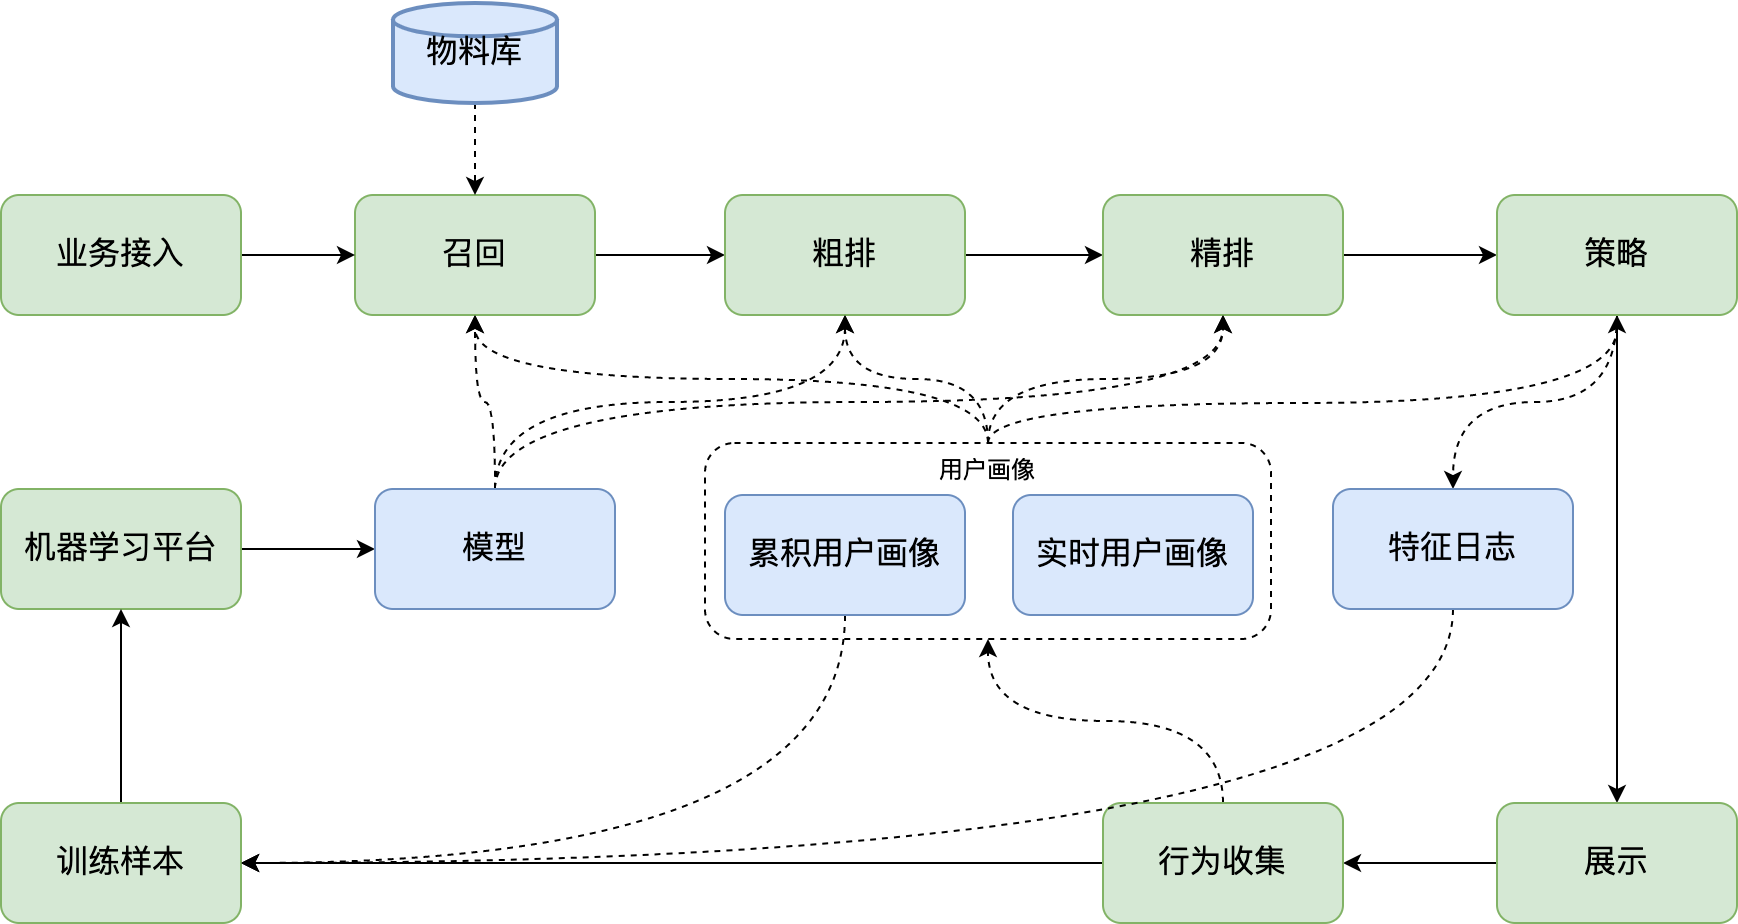 物料库
业务接入
召回
粗排
精排
策略
用户画像
机器学习平台
模型
累积用户画像
实时用户画像
特征日志
训练样本
行为收集
展示